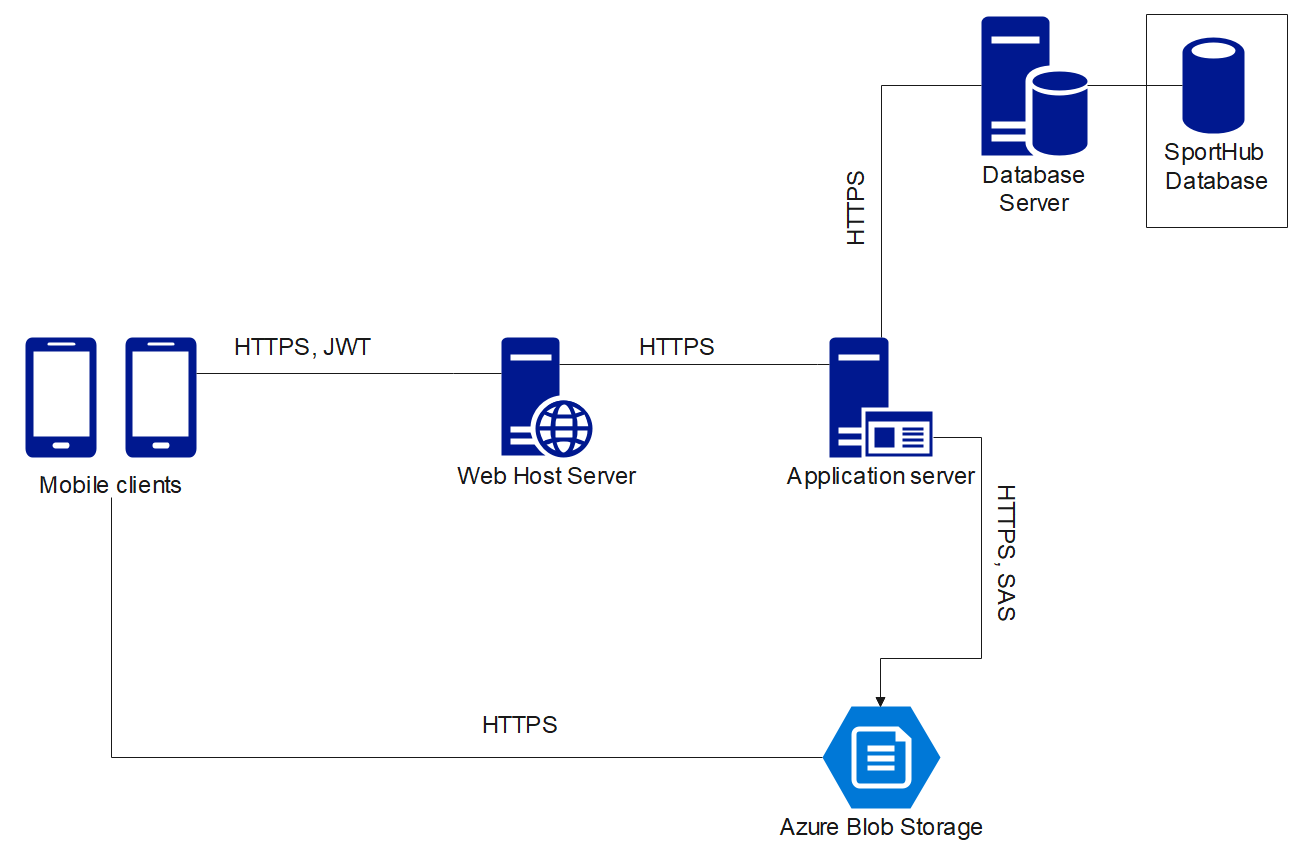 SportHub
Database
Database
Server
HTTPS
HTTPS, JWT
HTTPS
Mobile clients
Web Host Server
Application server
HTTPS, SAS
HTTPS
Azure Blob Storage